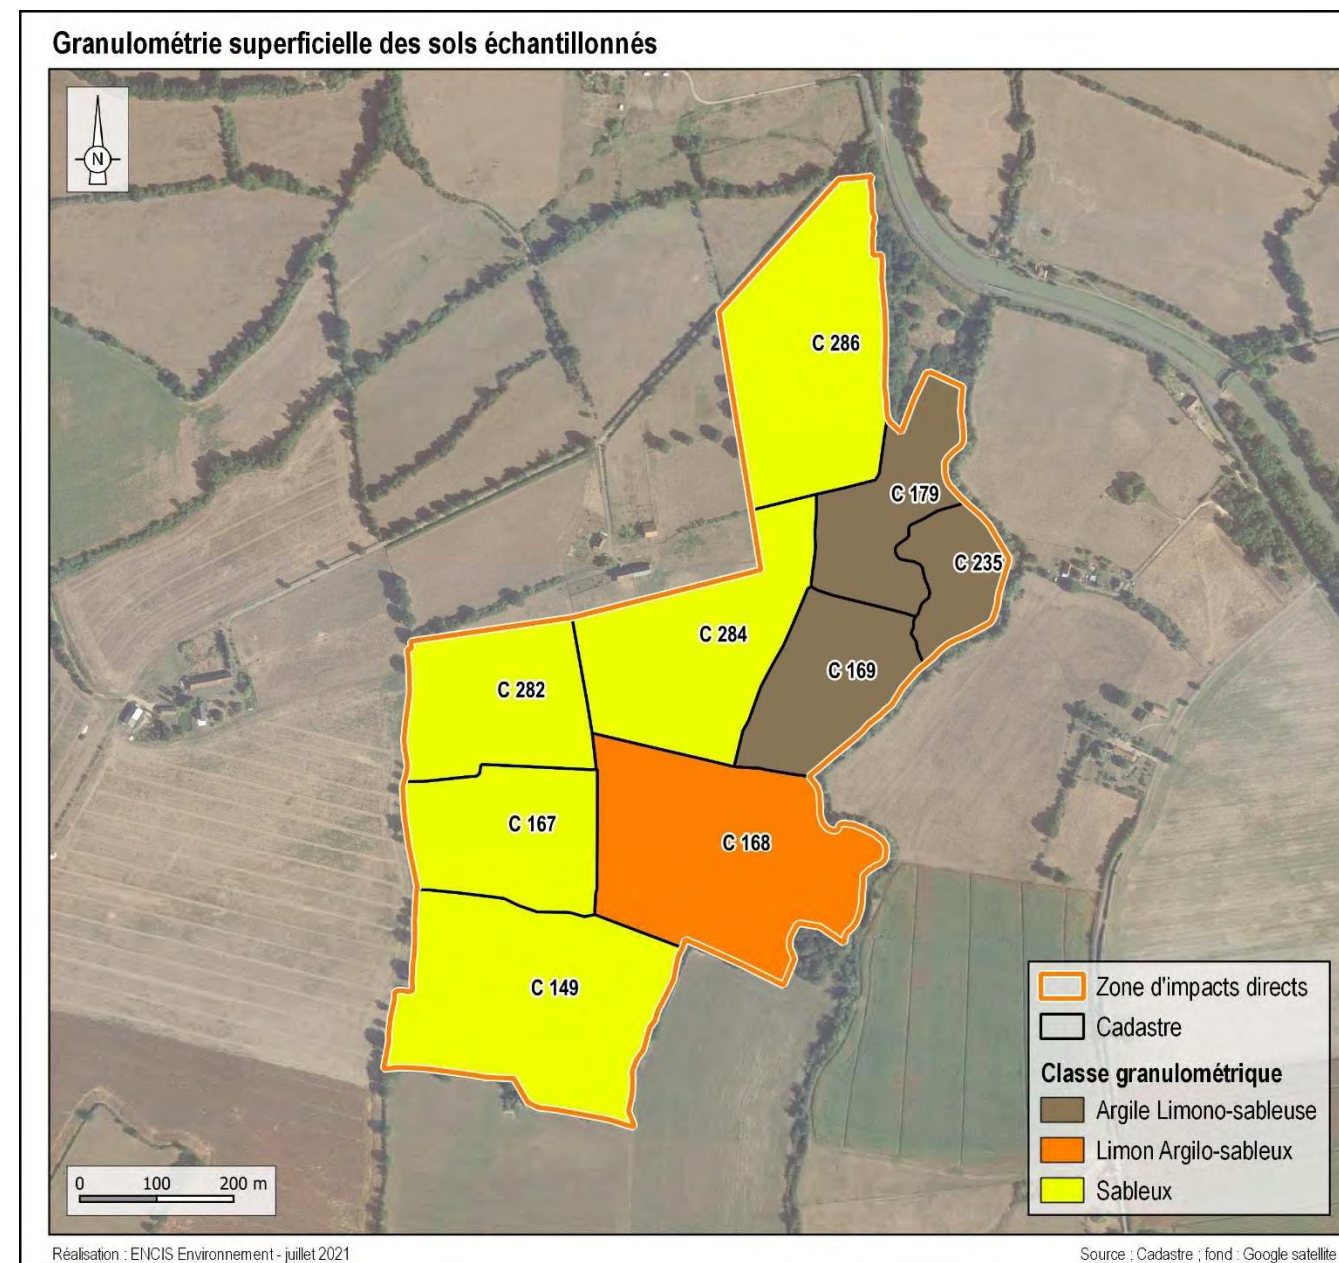 Granulométrie superficielle des sols échantillonnés
N
C 286
C 179
C 235
C 284
C 169
C 282
C 167
C 168
C 149
Zone d'impacts directs
Cadastre
Classe granulométrique
Argile Limono-sableuse
Limon Argilo-sableux
Sableux
0 100 200 m
Réalisation : ENCIS Environnement - juillet 2021
Source : Cadastre ; fond : Google satellite